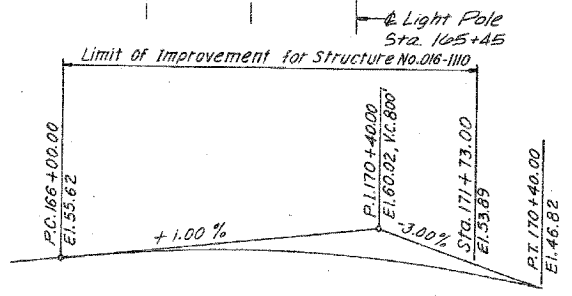 ℄ Light Pole
Sta. 165+45
Limit of Improvement for Structure No.016-1110
P.C. 166+00.00
El. 55.62
+1.00 %
P.I. 170+40.00
El. 60.02, V.C. 800'
-3.00%
Sta. 171+73.00
El. 53.89
P.T. 170+40.00
El. 46.82